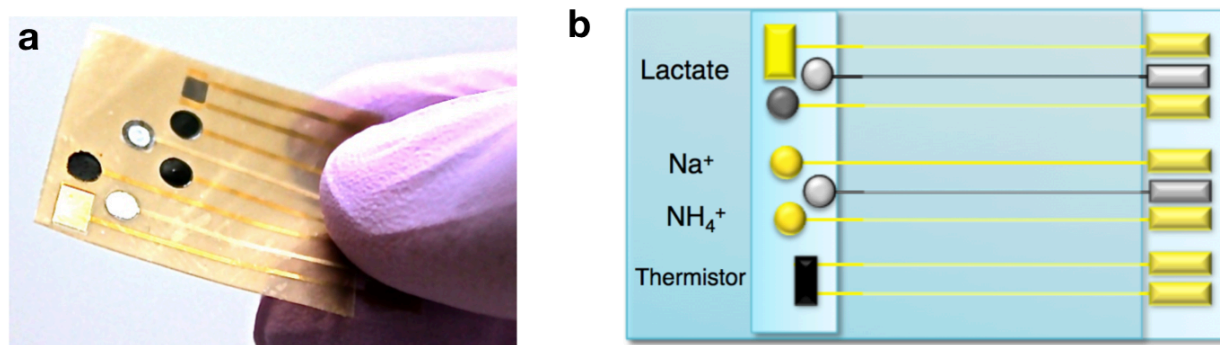 a
b
Lactate
Na⁺
NH₄⁺
Thermistor